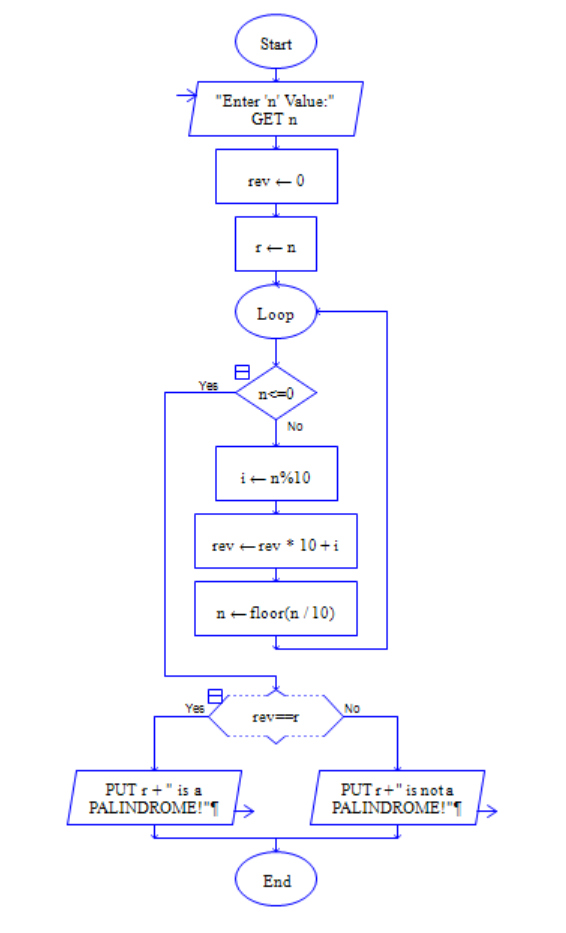 Start
"Enter 'n' Value:"
GET n
rev ← 0
r ← n
Loop
Yes
n<=0
No
i ← n%10
rev ← rev * 10 + i
n ← floor(n / 10)
Yes
rev==r
No
PUT r + " is a
PALINDROME!"¶
PUT r + " is not a
PALINDROME!"¶
End